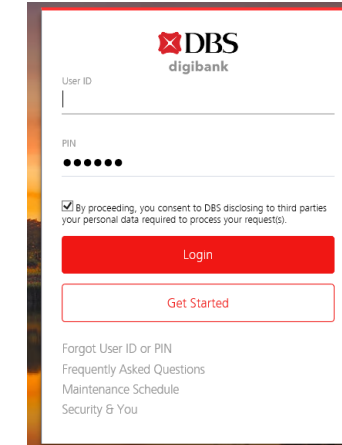 DBS
digibank
User ID
PIN
●●●●●●
By proceeding, you consent to DBS disclosing to third parties
your personal data required to process your request(s).
Login
Get Started
Forgot User ID or PIN
Frequently Asked Questions
Maintenance Schedule
Security & You